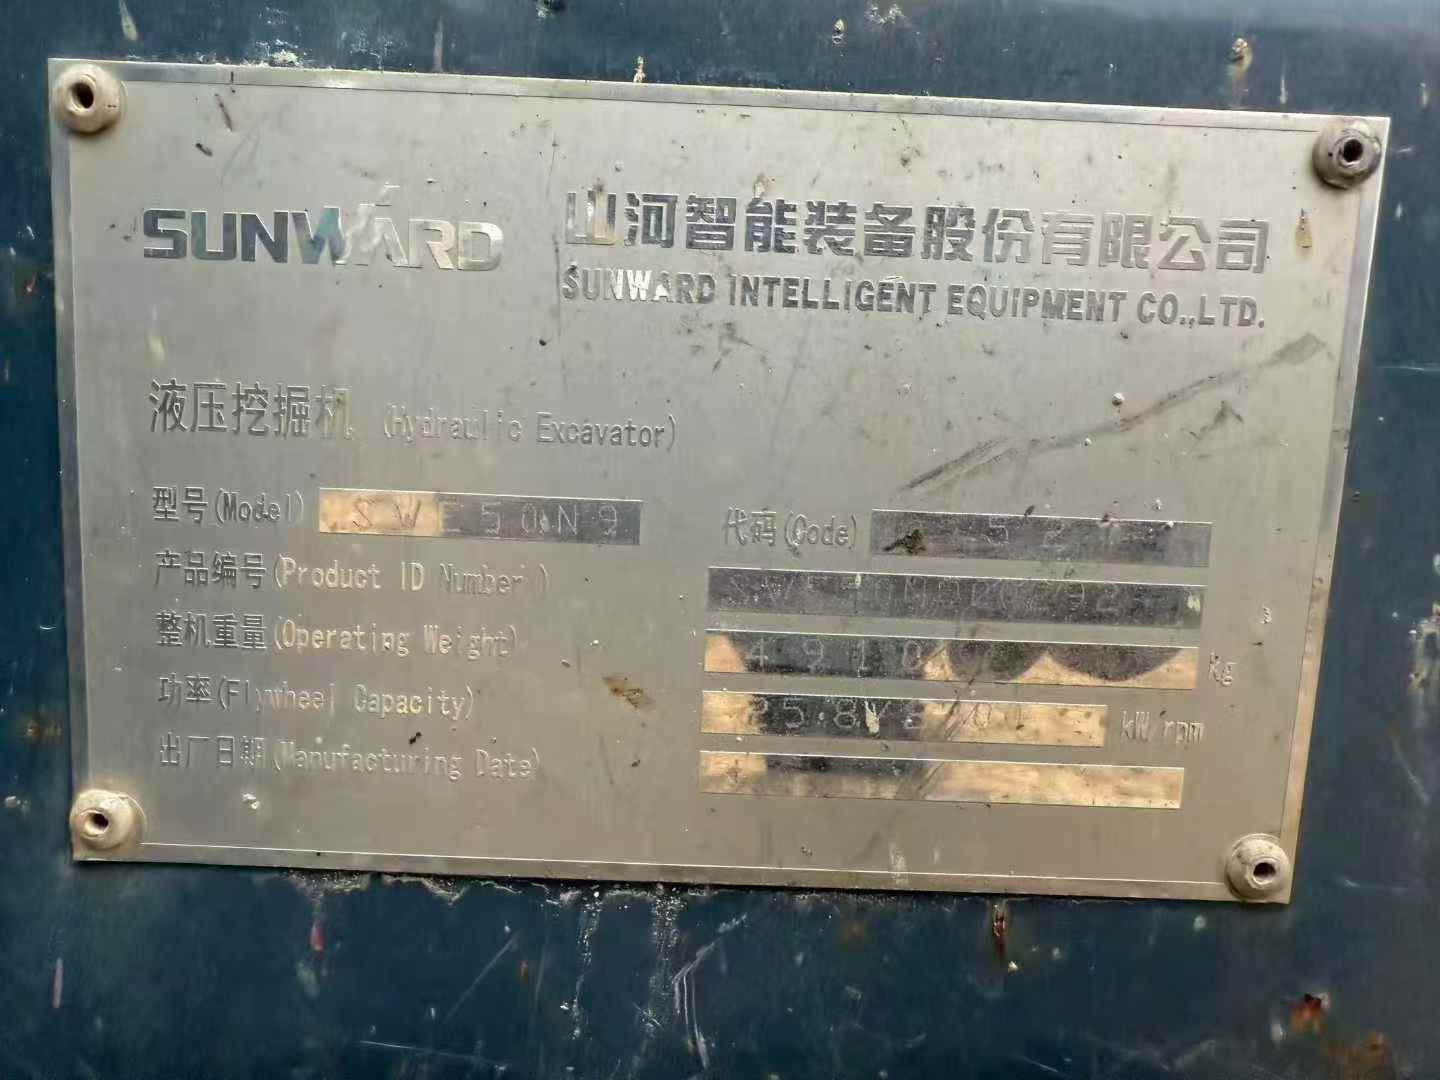 SUNWARD 山河智能装备股份有限公司
SUNWARD INTELLIGENT EQUIPMENT CO.,LTD.
液压挖掘机 (Hydraulic Excavator)
型号(Model) SWE50N9 代码(Code)
产品编号(Product ID Number)
整机重量(Operating Weight) 4910 Kg
功率(Flywheel Capacity) kW/rpm
出厂日期(Manufacturing Date)